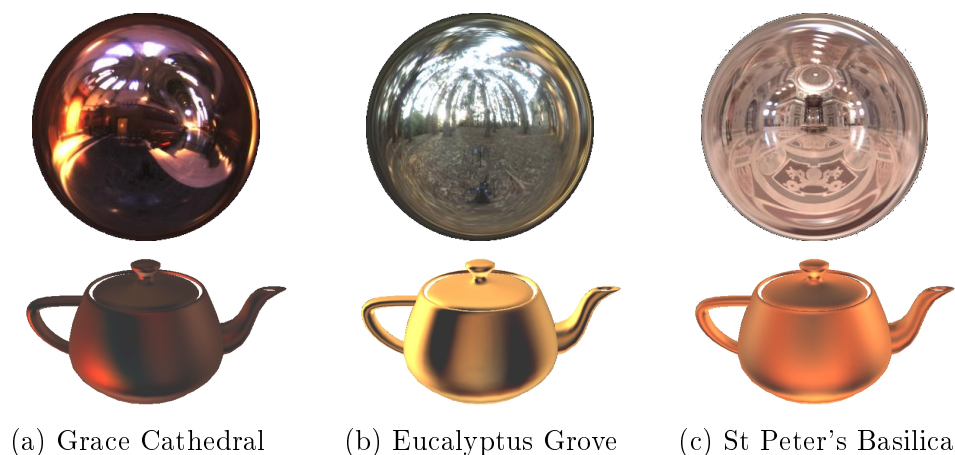 (a) Grace Cathedral
(b) Eucalyptus Grove
(c) St Peter's Basilica